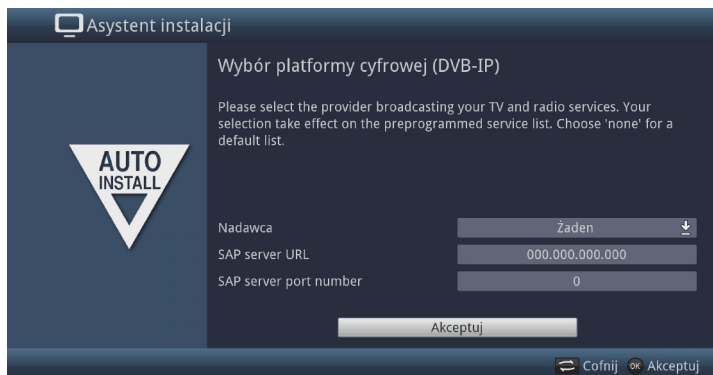 Asystent instalacji
Wybór platformy cyfrowej (DVB-IP)
Please select the provider broadcasting your TV and radio services. Your
selection take effect on the preprogrammed service list. Choose 'none' for a
default list.
AUTO
INSTALL
Nadawca Żaden
SAP server URL 000.000.000.000
SAP server port number 0
Akceptuj
Cofnij OK Akceptuj